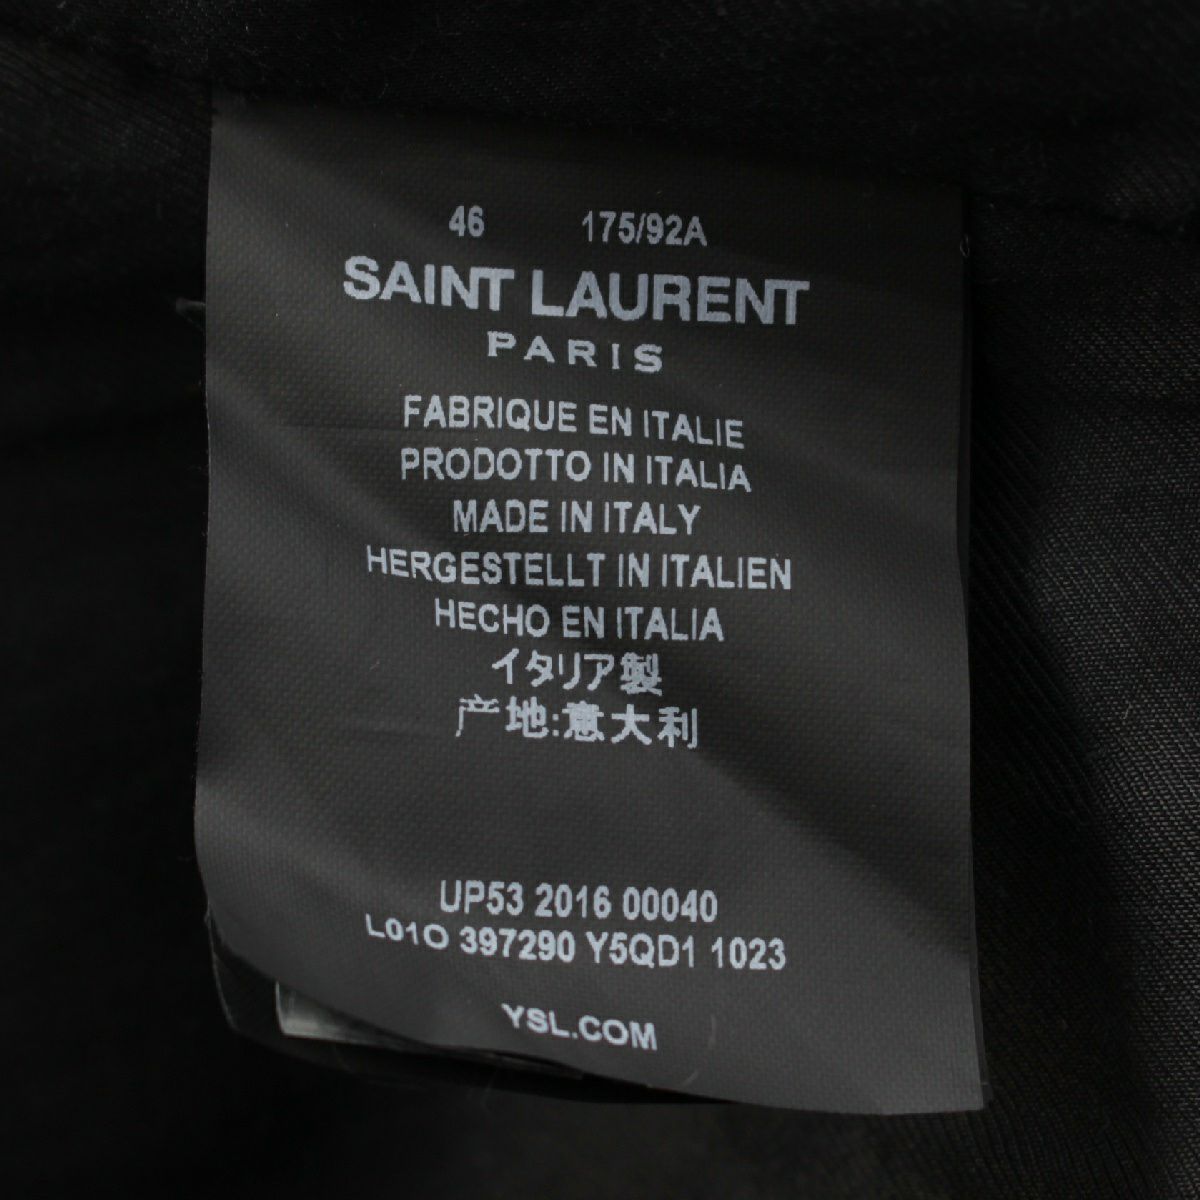 46 175/92A
SAINT LAURENT
PARIS
FABRIQUE EN ITALIE
PRODOTTO IN ITALIA
MADE IN ITALY
HERGESTELLT IN ITALIEN
HECHO EN ITALIA
イタリア製
产地:意大利
UP53 2016 00040
L01O 397290 Y5QD1 1023
YSL.COM